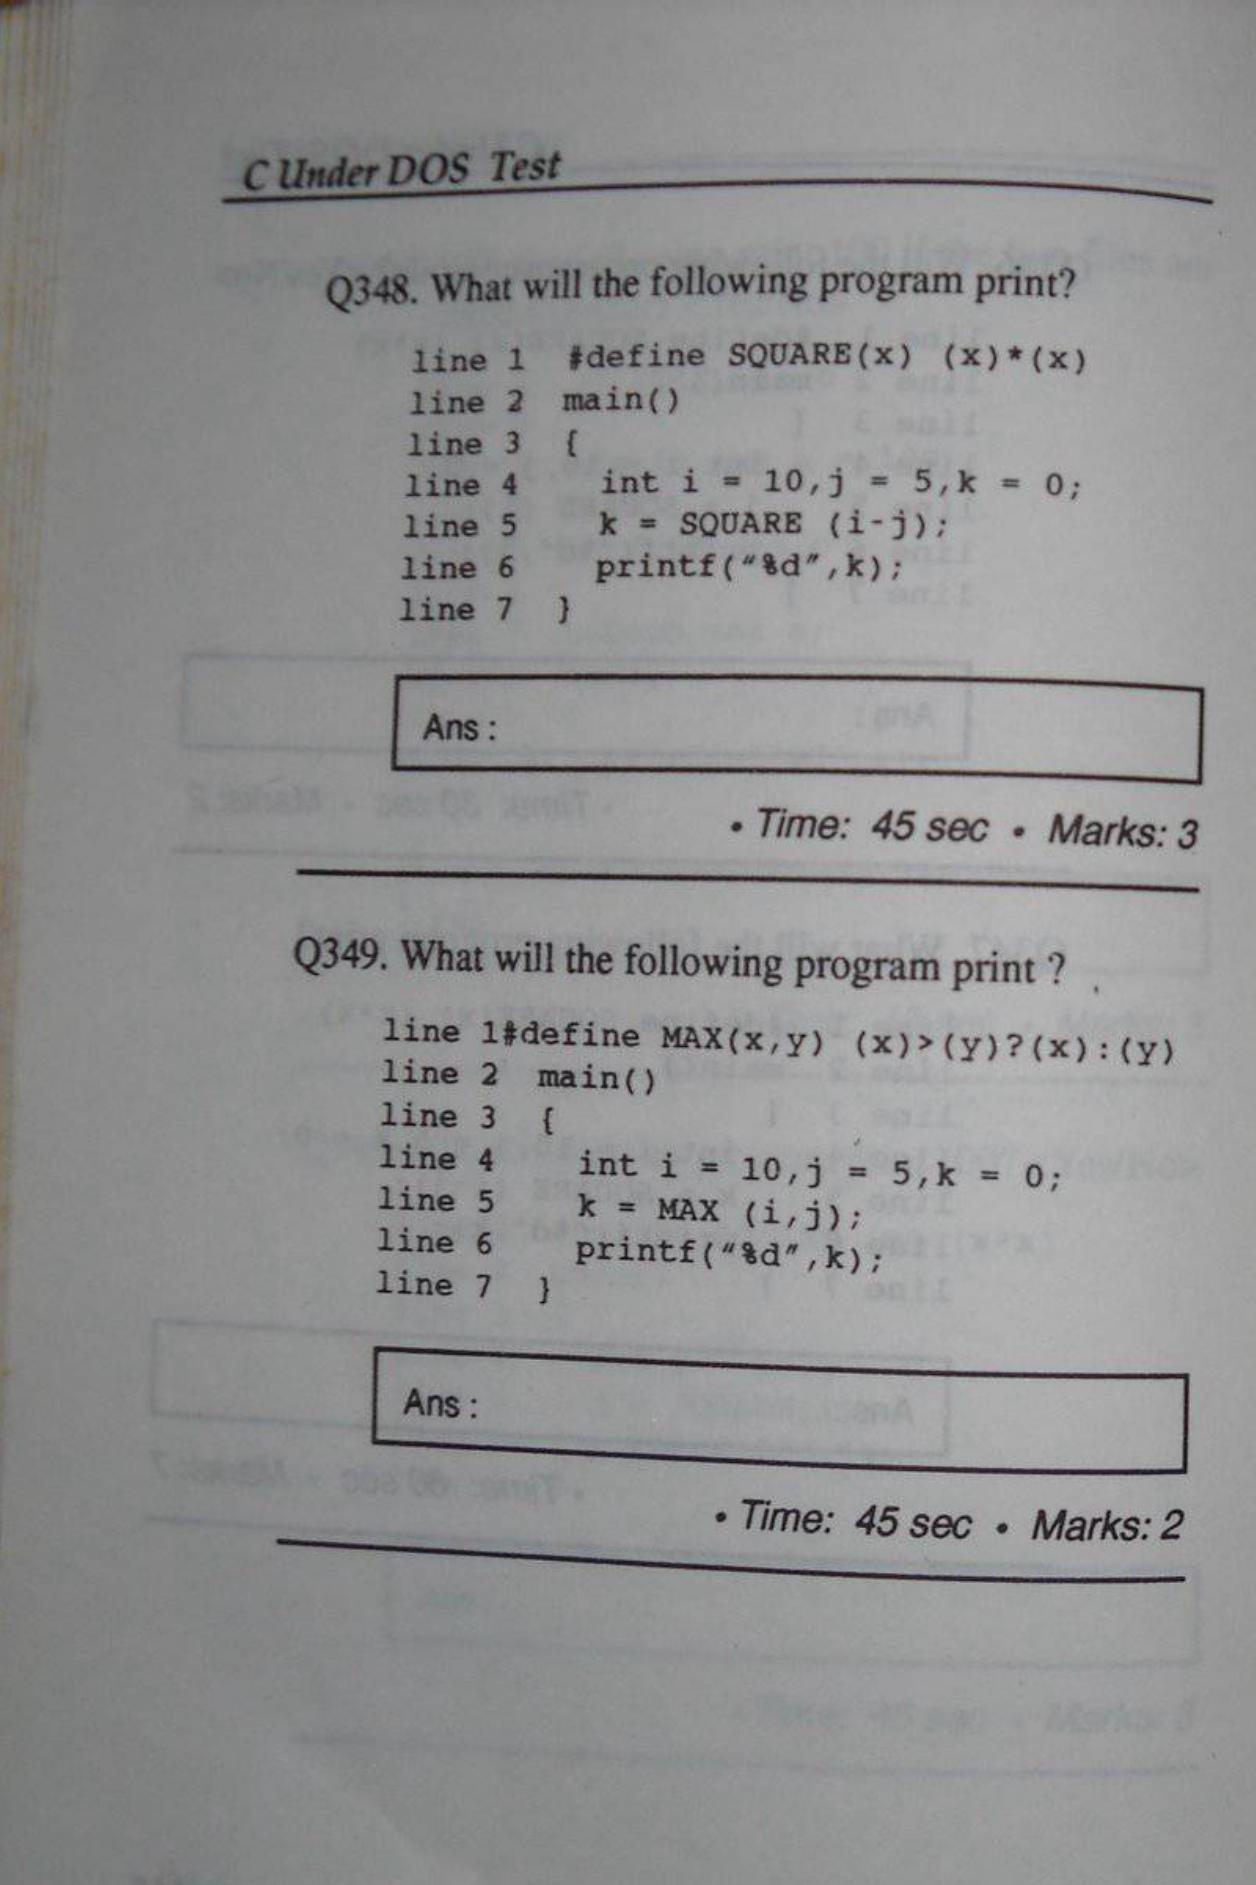 C Under DOS Test
Q348. What will the following program print?
line 1 #define SQUARE(x) (x)*(x)
line 2 main()
line 3 {
line 4 int i = 10,j = 5,k = 0;
line 5 k = SQUARE (i-j);
line 6 printf("%d",k);
line 7 }
Ans :
• Time: 45 sec • Marks: 3
Q349. What will the following program print ?
line 1#define MAX(x,y) (x)>(y)?(x):(y)
line 2 main()
line 3 {
line 4 int i = 10,j = 5,k = 0;
line 5 k = MAX (i,j);
line 6 printf("%d",k);
line 7 }
Ans :
• Time: 45 sec • Marks: 2